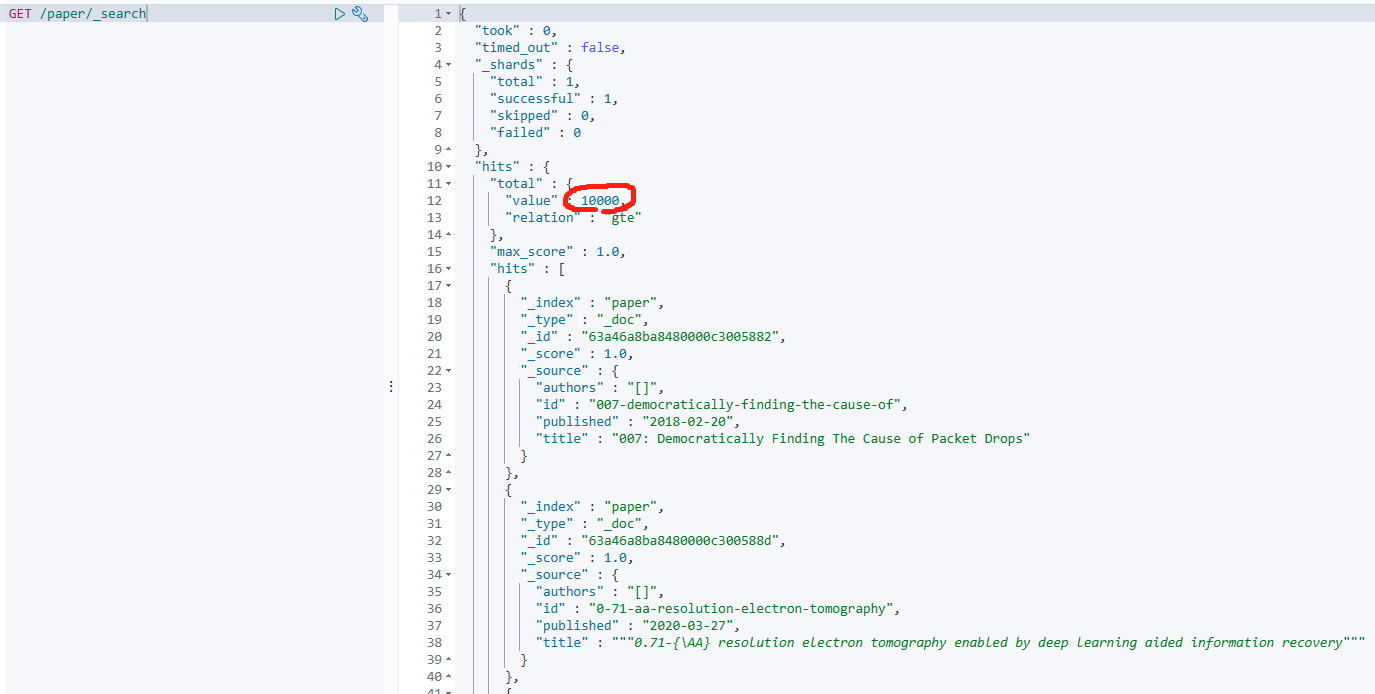 GET /paper/_search
1 {
2 "took" : 0,
3 "timed_out" : false,
4 "_shards" : {
5 "total" : 1,
6 "successful" : 1,
7 "skipped" : 0,
8 "failed" : 0
9 },
10 "hits" : {
11 "total" : {
12 "value" : 10000,
13 "relation" : "gte"
14 },
15 "max_score" : 1.0,
16 "hits" : [
17 {
18 "_index" : "paper",
19 "_type" : "_doc",
20 "_id" : "63a46a8ba8480000c3005882",
21 "_score" : 1.0,
22 "_source" : {
23 "authors" : "[]",
24 "id" : "007-democratically-finding-the-cause-of",
25 "published" : "2018-02-20",
26 "title" : "007: Democratically Finding The Cause of Packet Drops"
27 }
28 },
29 {
30 "_index" : "paper",
31 "_type" : "_doc",
32 "_id" : "63a46a8ba8480000c300588d",
33 "_score" : 1.0,
34 "_source" : {
35 "authors" : "[]",
36 "id" : "0-71-aa-resolution-electron-tomography",
37 "published" : "2020-03-27",
38 "title" : """0.71-{\AA} resolution electron tomography enabled by deep learning aided information recovery"""
39 }
40 },
41 {